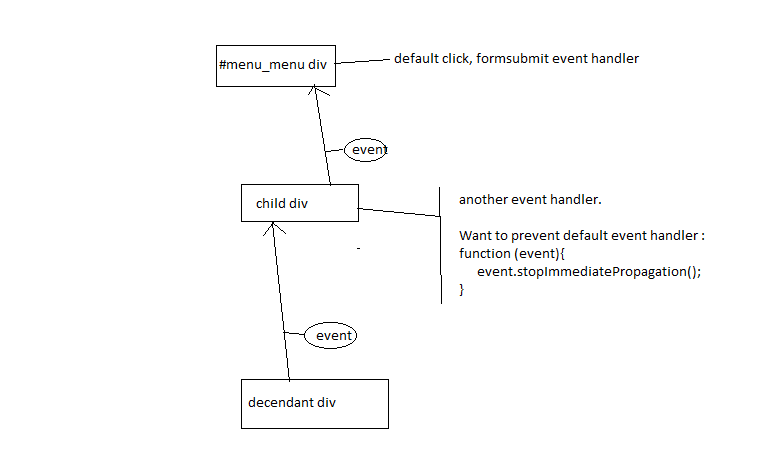 #menu_menu div
default click, formsubmit event handler
event
child div
another event handler.
Want to prevent default event handler :
function (event){
event.stopImmediatePropagation();
}
event
decendant div